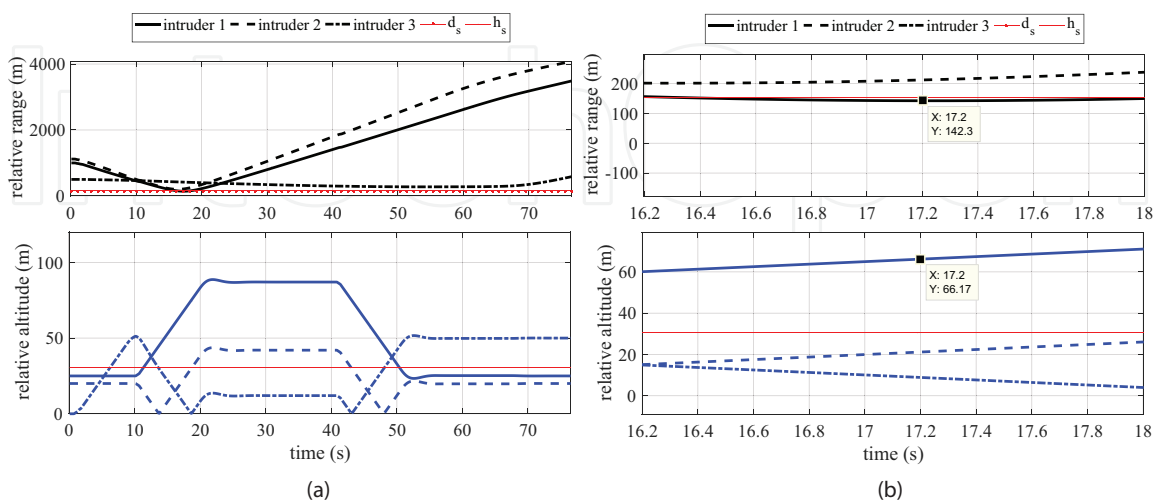 intruder 1 intruder 2 intruder 3 d_s h_s
relative range (m)
4000
2000
0
0 10 20 30 40 50 60 70
relative altitude (m)
100
50
0
0 10 20 30 40 50 60 70
time (s)
(a)
intruder 1 intruder 2 intruder 3 d_s h_s
relative range (m)
200
100
0
-100
X: 17.2
Y: 142.3
16.2 16.4 16.6 16.8 17 17.2 17.4 17.6 17.8 18
relative altitude (m)
60
40
20
0
X: 17.2
Y: 66.17
16.2 16.4 16.6 16.8 17 17.2 17.4 17.6 17.8 18
time (s)
(b)